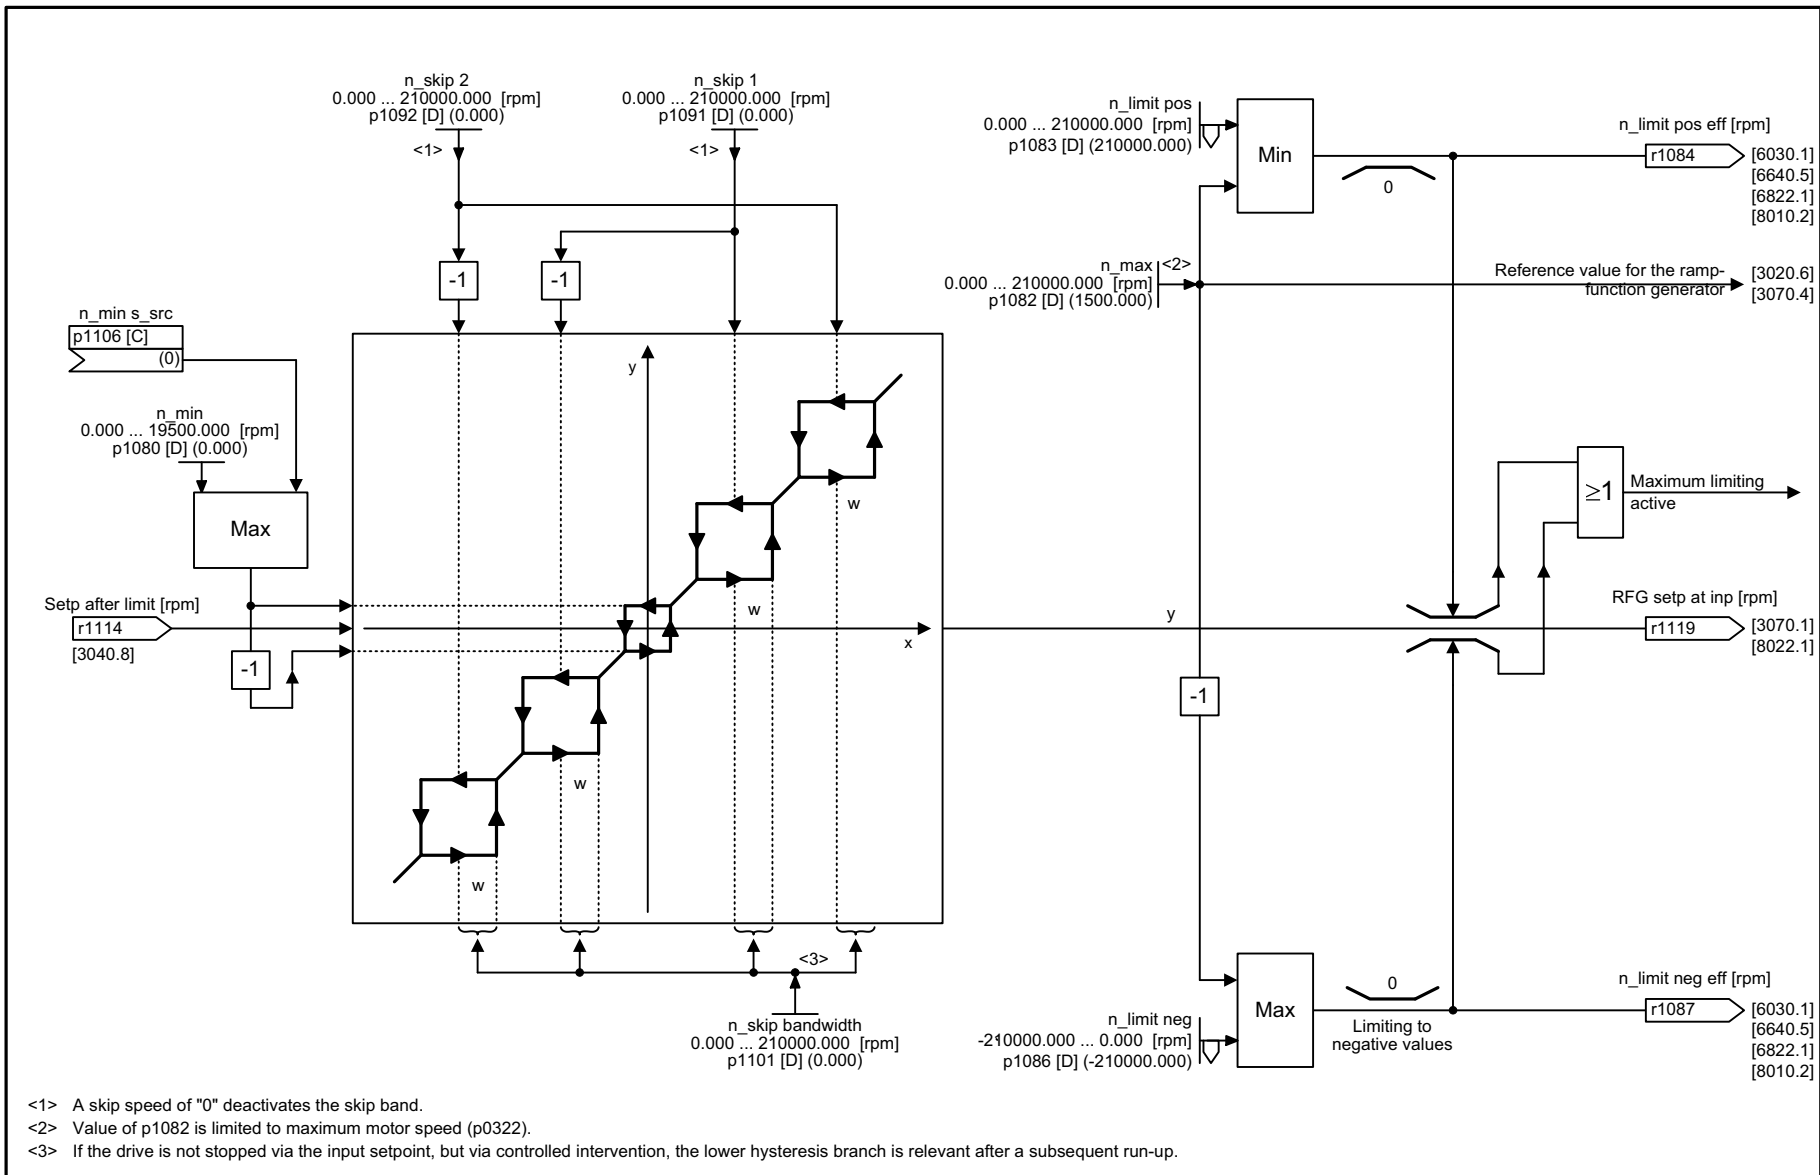 n_skip 2
0.000 ... 210000.000 [rpm]
p1092 [D] (0.000)
<1>
n_skip 1
0.000 ... 210000.000 [rpm]
p1091 [D] (0.000)
<1>
-1
-1
n_min s_src
p1106 [C]
(0)
n_min
0.000 ... 19500.000 [rpm]
p1080 [D] (0.000)
Max
Setp after limit [rpm]
r1114
[3040.8]
-1
y
x
w
w
w
w
<3>
n_skip bandwidth
0.000 ... 210000.000 [rpm]
p1101 [D] (0.000)
n_limit pos
0.000 ... 210000.000 [rpm]
p1083 [D] (210000.000)
Min
0
n_limit pos eff [rpm]
r1084
[6030.1]
[6640.5]
[6822.1]
[8010.2]
n_max
<2>
0.000 ... 210000.000 [rpm]
p1082 [D] (1500.000)
Reference value for the ramp-
function generator
[3020.6]
[3070.4]
≥1
Maximum limiting
active
y
RFG setp at inp [rpm]
r1119
[3070.1]
[8022.1]
-1
n_limit neg
-210000.000 ... 0.000 [rpm]
p1086 [D] (-210000.000)
Max
0
Limiting to
negative values
n_limit neg eff [rpm]
r1087
[6030.1]
[6640.5]
[6822.1]
[8010.2]
<1> A skip speed of "0" deactivates the skip band.
<2> Value of p1082 is limited to maximum motor speed (p0322).
<3> If the drive is not stopped via the input setpoint, but via controlled intervention, the lower hysteresis branch is relevant after a subsequent run-up.